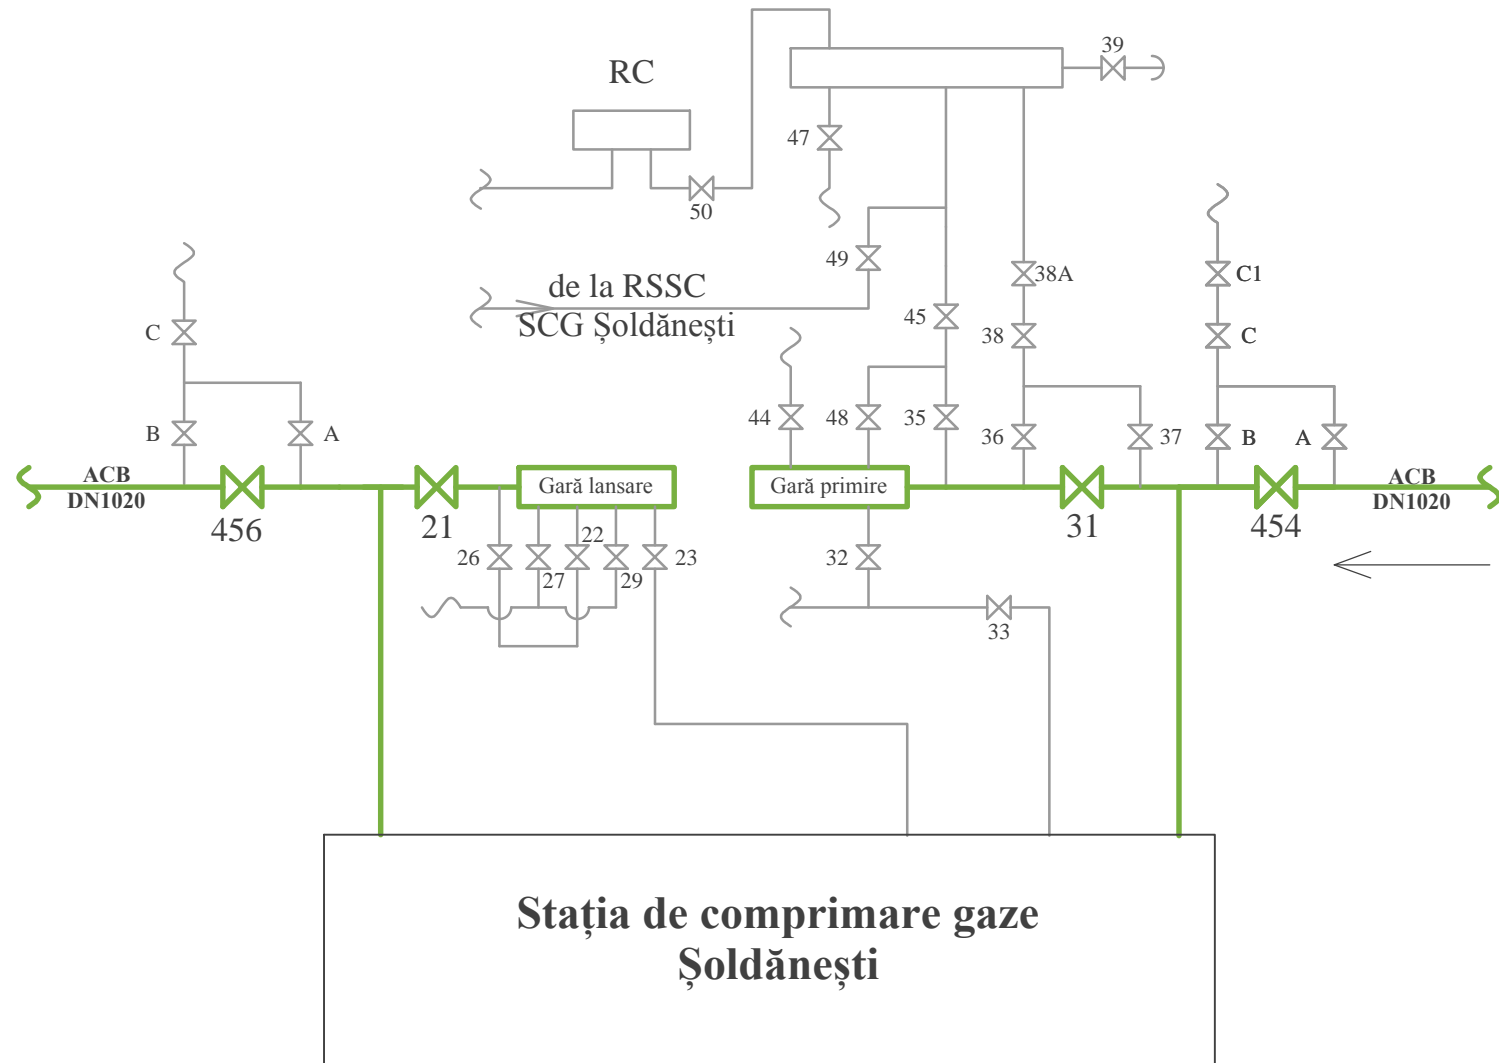 39
RC
47
50
49
38A
C1
de la RSSC
SCG Șoldănești
45
C
38
C
44
48
35
B
A
36
37
B
A
ACB
DN1020
Gară lansare
Gară primire
ACB
DN1020
456
21
31
454
22
26
27
29
23
32
33
Stația de comprimare gaze
Șoldănești